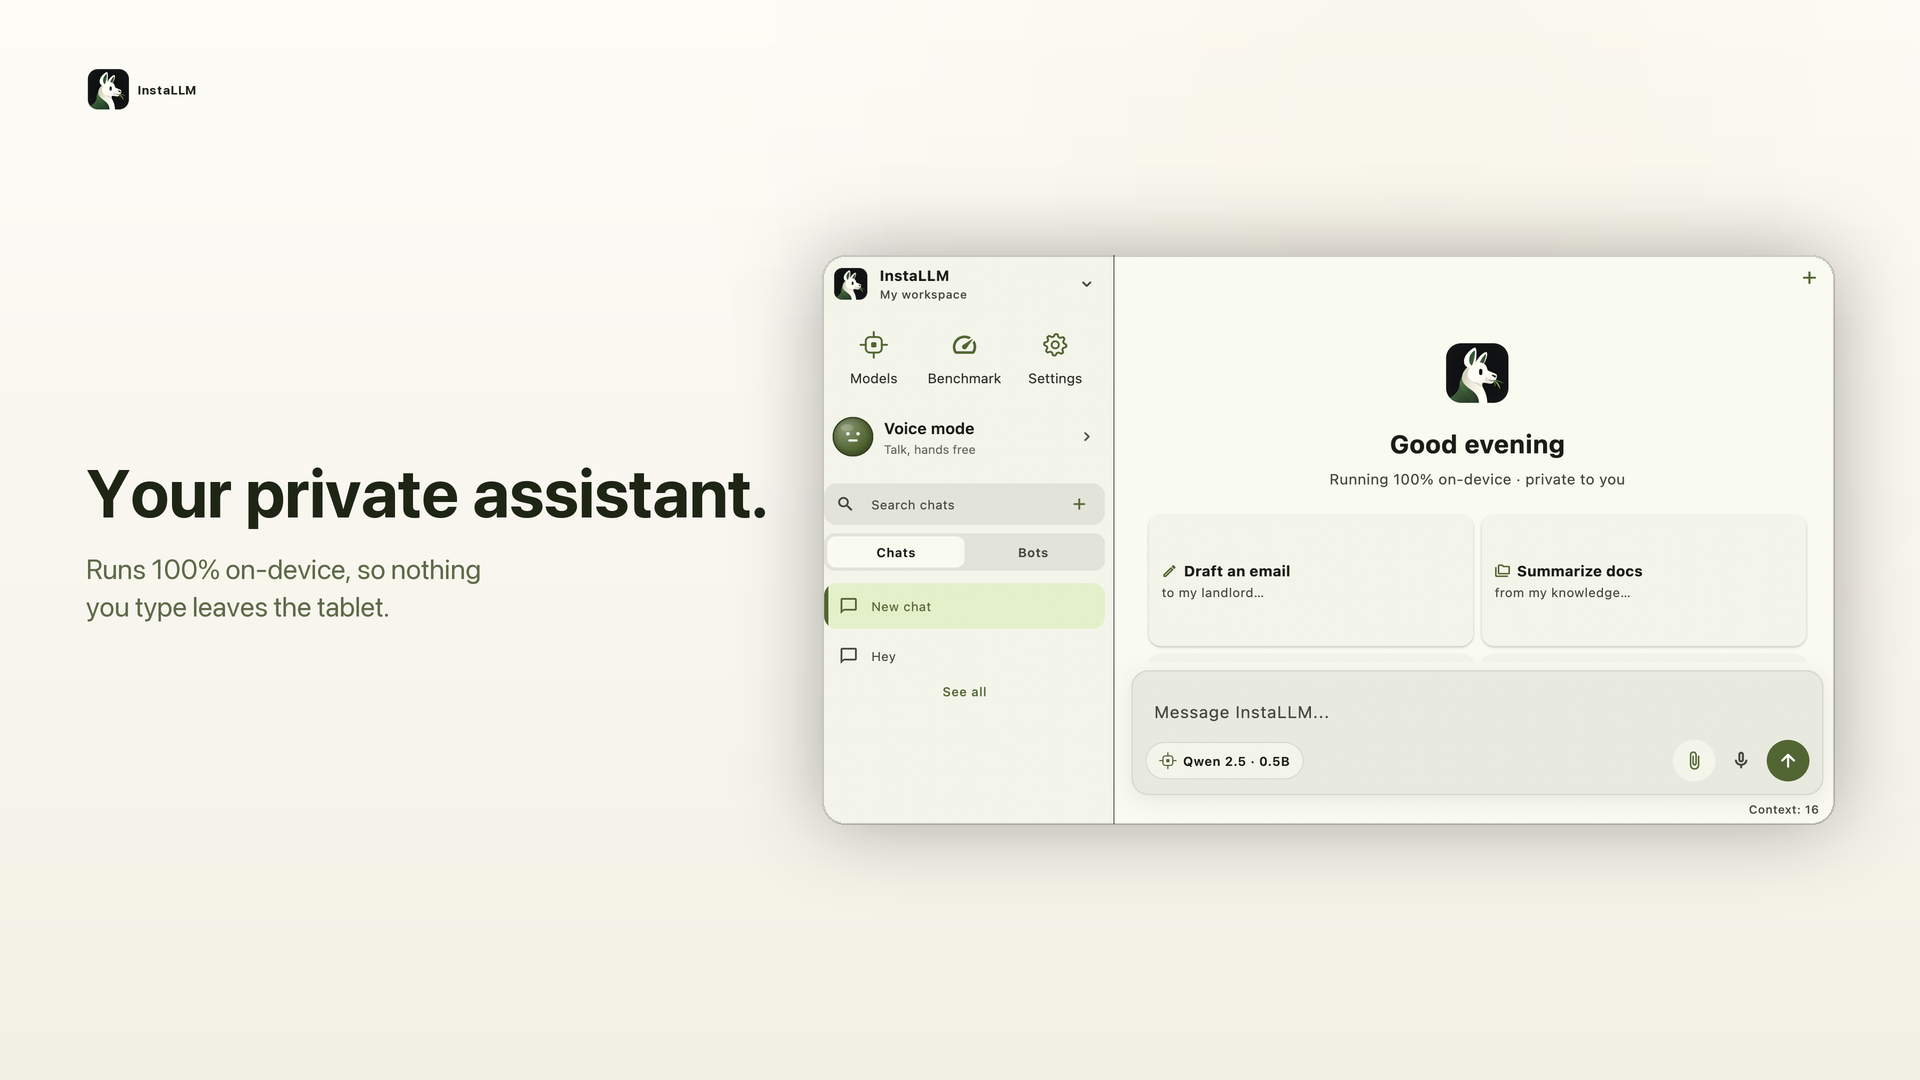 InstaLLM
Your private assistant.
Runs 100% on-device, so nothing
you type leaves the tablet.
InstaLLM
My workspace
Models
Benchmark
Settings
Voice mode
Talk, hands free
Search chats
Chats
Bots
New chat
Hey
See all
Good evening
Running 100% on-device · private to you
Draft an email
to my landlord…
Summarize docs
from my knowledge…
Message InstaLLM...
Qwen 2.5 · 0.5B
Context: 16